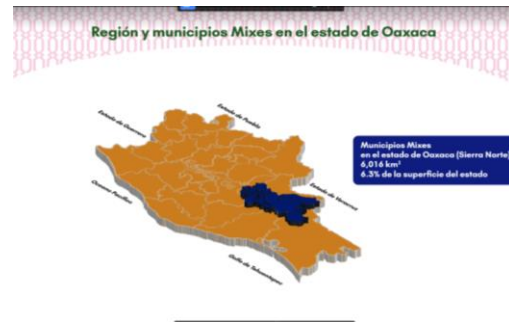 Región y municipios Mixes en el estado de Oaxaca
Estado de Puebla
Estado de Guerrero
Municipios Mixes
en el estado de Oaxaca (Sierra Norte)
6,016 km²
6.3% de la superficie del estado
Estado de Veracruz
Océano Pacífico
Golfo de Tehuantepec